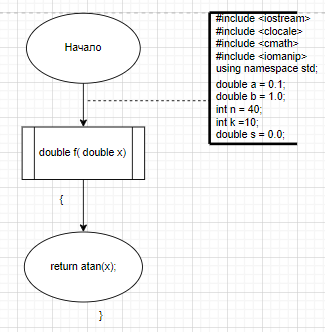 Начало
#include <iostream>
#include <clocale>
#include <cmath>
#include <iomanip>
using namespace std;
double a = 0.1;
double b = 1.0;
int n = 40;
int k =10;
double s = 0.0;
double f( double x)
{
return atan(x);
}